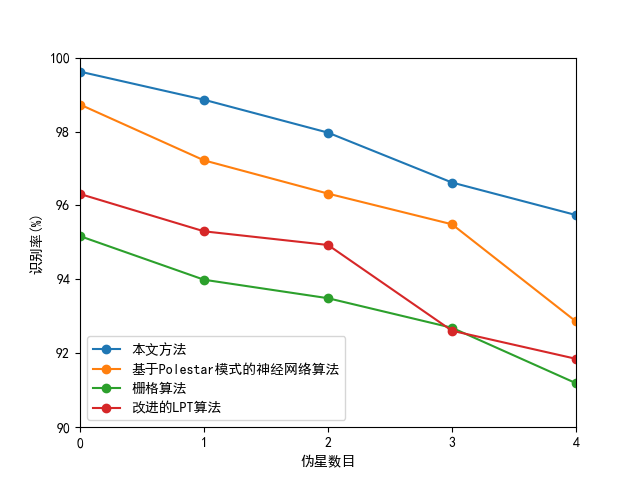 100
98
96
94
92
90
识别率(%)
本文方法
基于Polestar模式的神经网络算法
栅格算法
改进的LPT算法
0 1 2 3 4
伪星数目